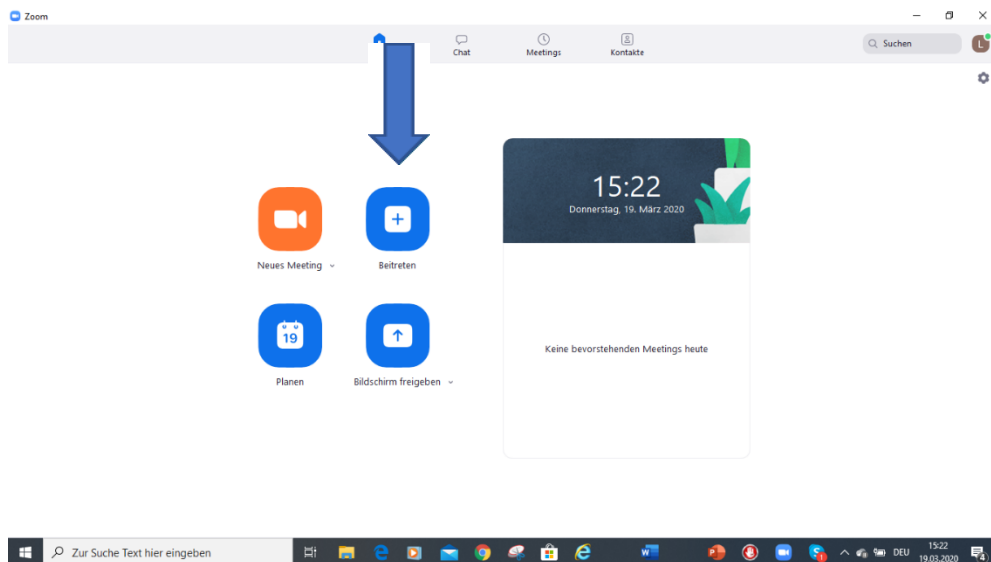 Zoom
Chat
Meetings
Kontakte
Suchen
L
15:22
Donnerstag, 19. März 2020
Neues Meeting
Beitreten
19
Planen
Bildschirm freigeben
Keine bevorstehenden Meetings heute
Zur Suche Text hier eingeben
DEU
15:22
19.03.2020
4